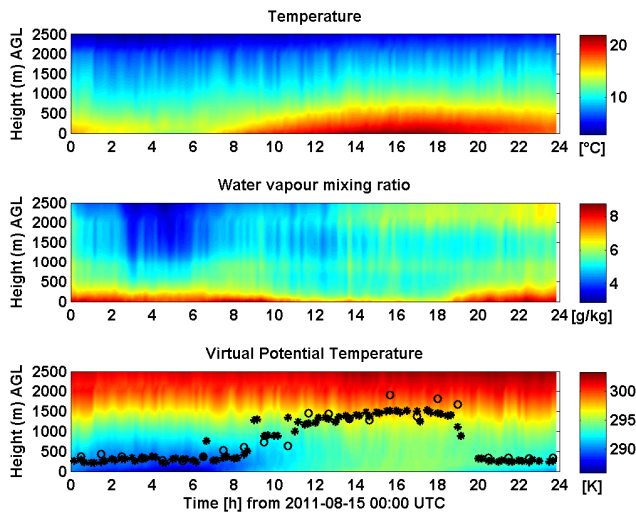 Temperature
Height (m) AGL
2500
2000
1500
1000
500
0
0 2 4 6 8 10 12 14 16 18 20 22 24
20
10
[°C]
Water vapour mixing ratio
Height (m) AGL
2500
2000
1500
1000
500
0
0 2 4 6 8 10 12 14 16 18 20 22 24
8
6
4
[g/kg]
Virtual Potential Temperature
Height (m) AGL
2500
2000
1500
1000
500
0
0 2 4 6 8 10 12 14 16 18 20 22 24
300
295
290
[K]
Time [h] from 2011-08-15 00:00 UTC